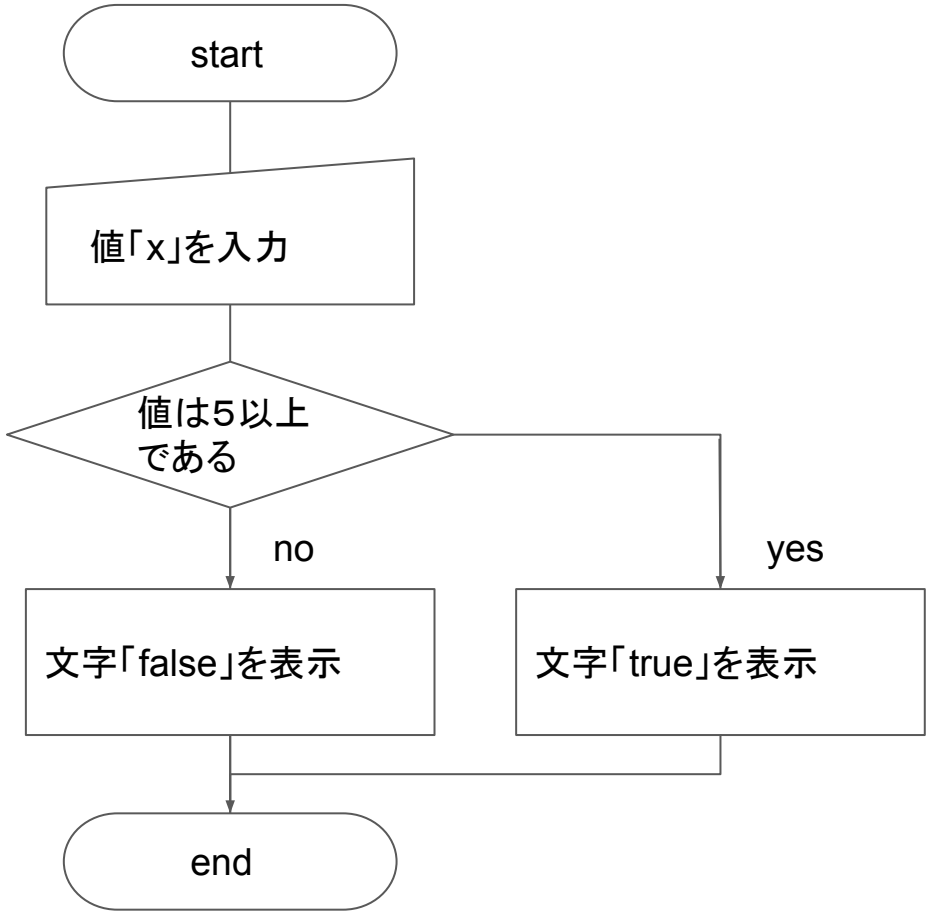 start
値「x」を入力
値は５以上
である
no
yes
文字「false」を表示
文字「true」を表示
end